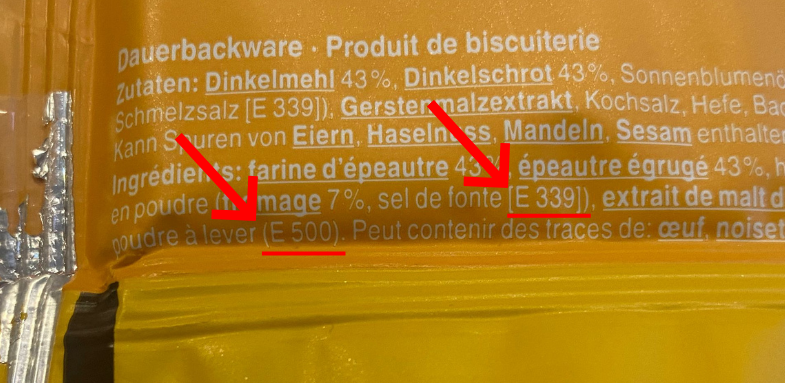 Dauerbackware · Produit de biscuiterie
Zutaten: Dinkelmehl 43%, Dinkelschrot 43%, Sonnenblumenö
Schmelzsalz [E 339]), Gerstenmalzextrakt, Kochsalz, Hefe, Bac
Kann Spuren von Eiern, Haselnuss, Mandeln, Sesam enthalten
Ingrédients: farine d'épeautre 43%, épeautre égrugé 43%, h
en poudre (fromage 7%, sel de fonte [E 339]), extrait de malt d
poudre à lever (E 500). Peut contenir des traces de: œuf, noiset